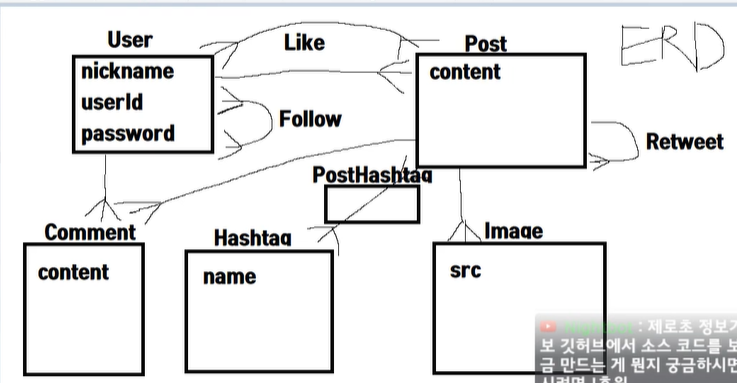 User
Like
Post
ERD
nickname
userId
password
content
Follow
Retweet
PostHashtag
Comment
Hashtag
Image
content
name
src
: 제로초 정보가
보 깃허브에서 소스 코드를 보
금 만드는 게 뭔지 궁금하시면